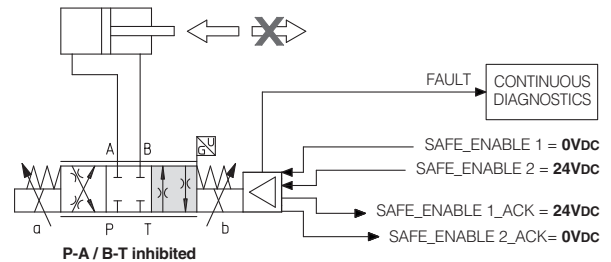 FAULT
CONTINUOUS
DIAGNOSTICS
A B
G U
SAFE_ENABLE 1 = 0VDC
SAFE_ENABLE 2 = 24VDC
SAFE_ENABLE 1_ACK = 24VDC
SAFE_ENABLE 2_ACK= 0VDC
a P T b
P-A / B-T inhibited